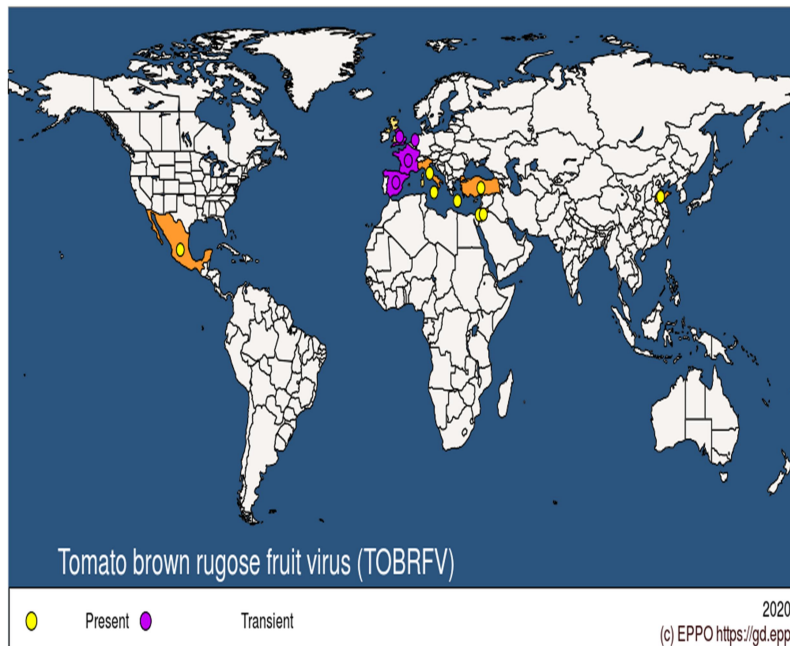 Tomato brown rugose fruit virus (TOBRFV)
Present
Transient
2020
(c) EPPO https://gd.epp